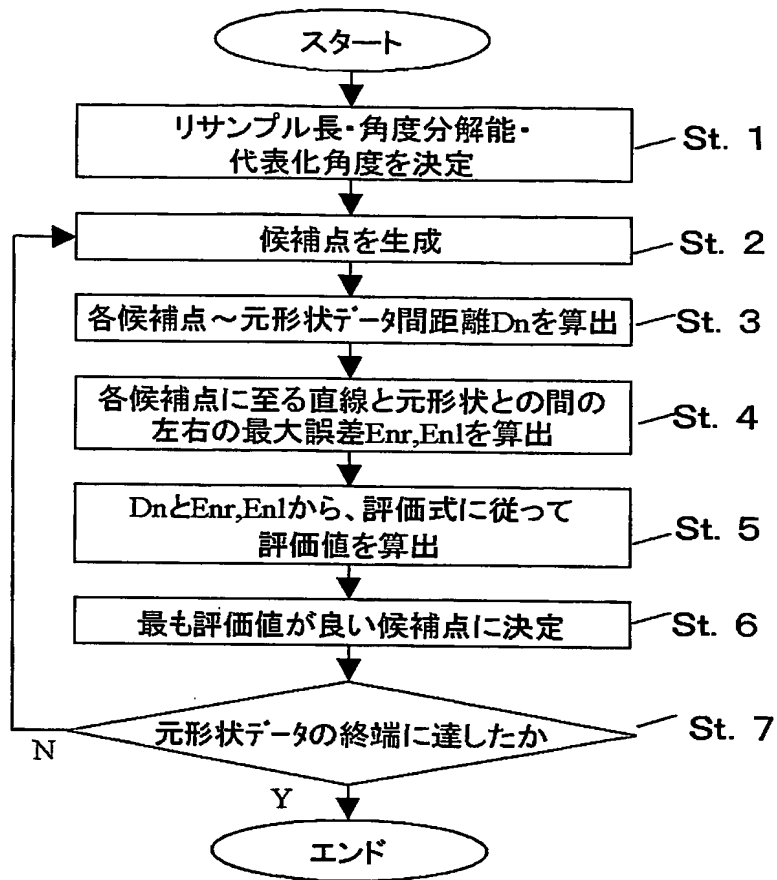 スタート
リサンプル長・角度分解能・
代表化角度を決定
St. 1
候補点を生成
St. 2
各候補点～元形状データ間距離Dnを算出
St. 3
各候補点に至る直線と元形状との間の
左右の最大誤差Enr,Enlを算出
St. 4
DnとEnr,Enlから、評価式に従って
評価値を算出
St. 5
最も評価値が良い候補点に決定
St. 6
元形状データの終端に達したか
St. 7
N
Y
エンド